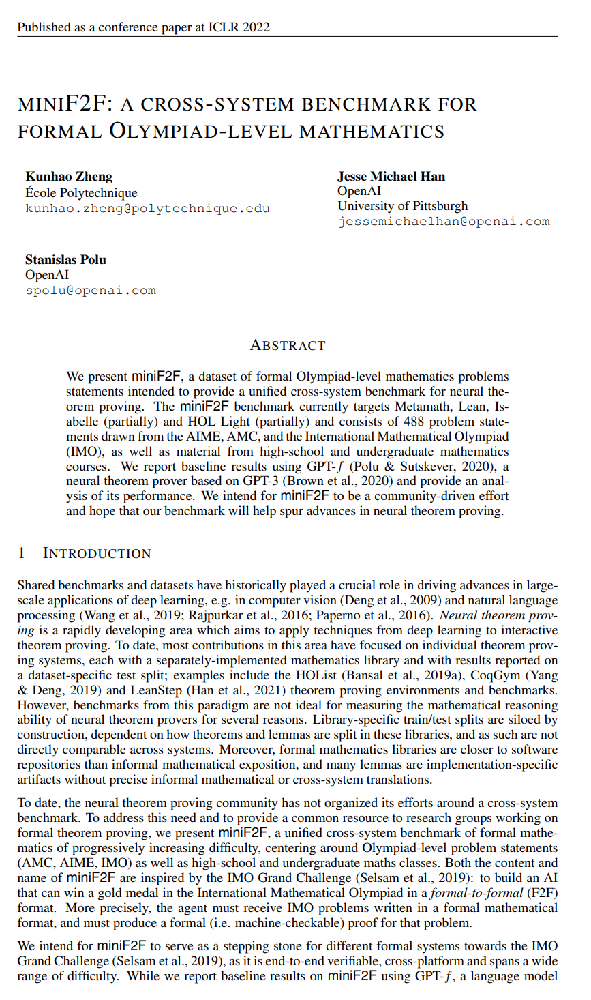 Published as a conference paper at ICLR 2022
MINIF2F: A CROSS-SYSTEM BENCHMARK FOR
FORMAL OLYMPIAD-LEVEL MATHEMATICS
Kunhao Zheng
École Polytechnique
kunhao.zheng@polytechnique.edu
Jesse Michael Han
OpenAI
University of Pittsburgh
jessemichaelhan@openai.com
Stanislas Polu
OpenAI
spolu@openai.com
ABSTRACT
We present miniF2F, a dataset of formal Olympiad-level mathematics problems
statements intended to provide a unified cross-system benchmark for neural the-
orem proving. The miniF2F benchmark currently targets Metamath, Lean, Is-
abelle (partially) and HOL Light (partially) and consists of 488 problem state-
ments drawn from the AIME, AMC, and the International Mathematical Olympiad
(IMO), as well as material from high-school and undergraduate mathematics
courses. We report baseline results using GPT-f (Polu & Sutskever, 2020), a
neural theorem prover based on GPT-3 (Brown et al., 2020) and provide an anal-
ysis of its performance. We intend for miniF2F to be a community-driven effort
and hope that our benchmark will help spur advances in neural theorem proving.
1 INTRODUCTION
Shared benchmarks and datasets have historically played a crucial role in driving advances in large-
scale applications of deep learning, e.g. in computer vision (Deng et al., 2009) and natural language
processing (Wang et al., 2019; Rajpurkar et al., 2016; Paperno et al., 2016). Neural theorem prov-
ing is a rapidly developing area which aims to apply techniques from deep learning to interactive
theorem proving. To date, most contributions in this area have focused on individual theorem prov-
ing systems, each with a separately-implemented mathematics library and with results reported on
a dataset-specific test split; examples include the HOList (Bansal et al., 2019a), CoqGym (Yang
& Deng, 2019) and LeanStep (Han et al., 2021) theorem proving environments and benchmarks.
However, benchmarks from this paradigm are not ideal for measuring the mathematical reasoning
ability of neural theorem provers for several reasons. Library-specific train/test splits are siloed by
construction, dependent on how theorems and lemmas are split in these libraries, and as such are not
directly comparable across systems. Moreover, formal mathematics libraries are closer to software
repositories than informal mathematical exposition, and many lemmas are implementation-specific
artifacts without precise informal mathematical or cross-system translations.
To date, the neural theorem proving community has not organized its efforts around a cross-system
benchmark. To address this need and to provide a common resource to research groups working on
formal theorem proving, we present miniF2F, a unified cross-system benchmark of formal mathe-
matics of progressively increasing difficulty, centering around Olympiad-level problem statements
(AMC, AIME, IMO) as well as high-school and undergraduate maths classes. Both the content and
name of miniF2F are inspired by the IMO Grand Challenge (Selsam et al., 2019): to build an AI
that can win a gold medal in the International Mathematical Olympiad in a formal-to-formal (F2F)
format. More precisely, the agent must receive IMO problems written in a formal mathematical
format, and must produce a formal (i.e. machine-checkable) proof for that problem.
We intend for miniF2F to serve as a stepping stone for different formal systems towards the IMO
Grand Challenge (Selsam et al., 2019), as it is end-to-end verifiable, cross-platform and spans a wide
range of difficulty. While we report baseline results on miniF2F using GPT-f, a language model